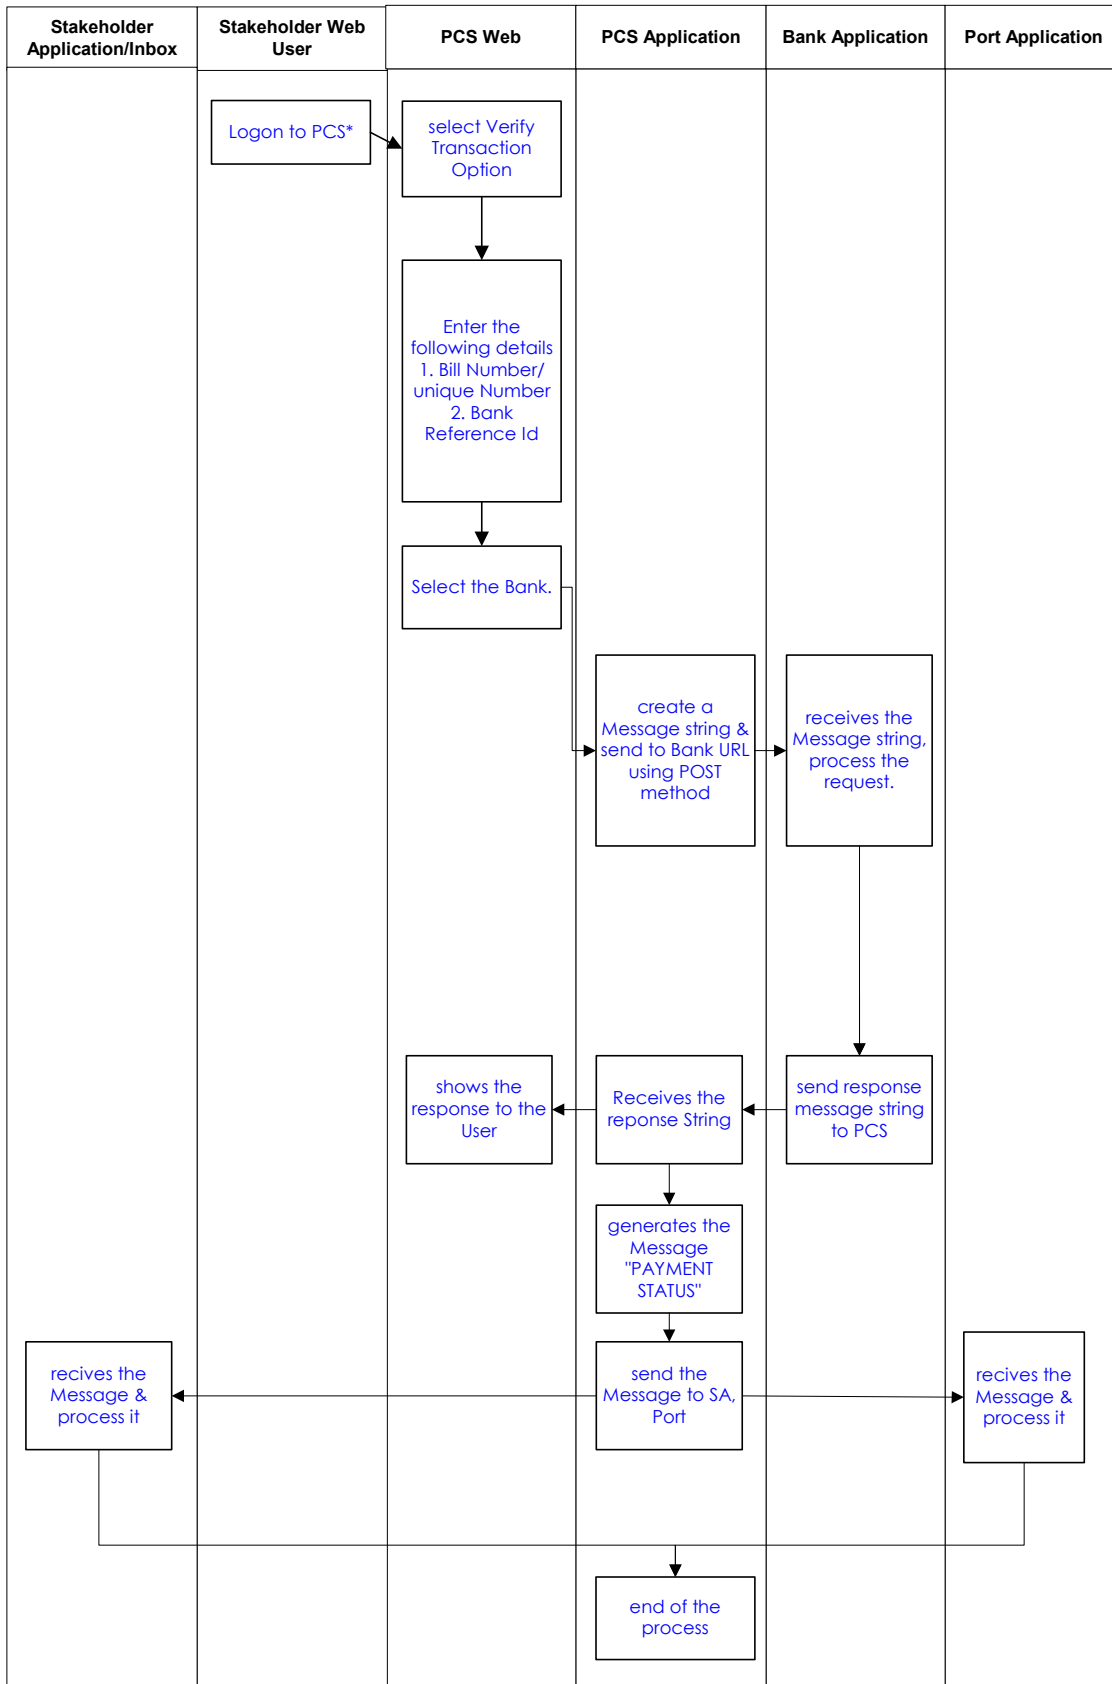 Stakeholder
Application/Inbox
Stakeholder Web
User
PCS Web
PCS Application
Bank Application
Port Application
Logon to PCS*
select Verify
Transaction
Option
Enter the
following details
1. Bill Number/
unique Number
2. Bank
Reference Id
Select the Bank.
create a
Message string &
send to Bank URL
using POST
method
receives the
Message string,
process the
request.
shows the
response to the
User
Receives the
reponse String
send response
message string
to PCS
generates the
Message
"PAYMENT
STATUS"
recives the
Message &
process it
send the
Message to SA,
Port
recives the
Message &
process it
end of the
process